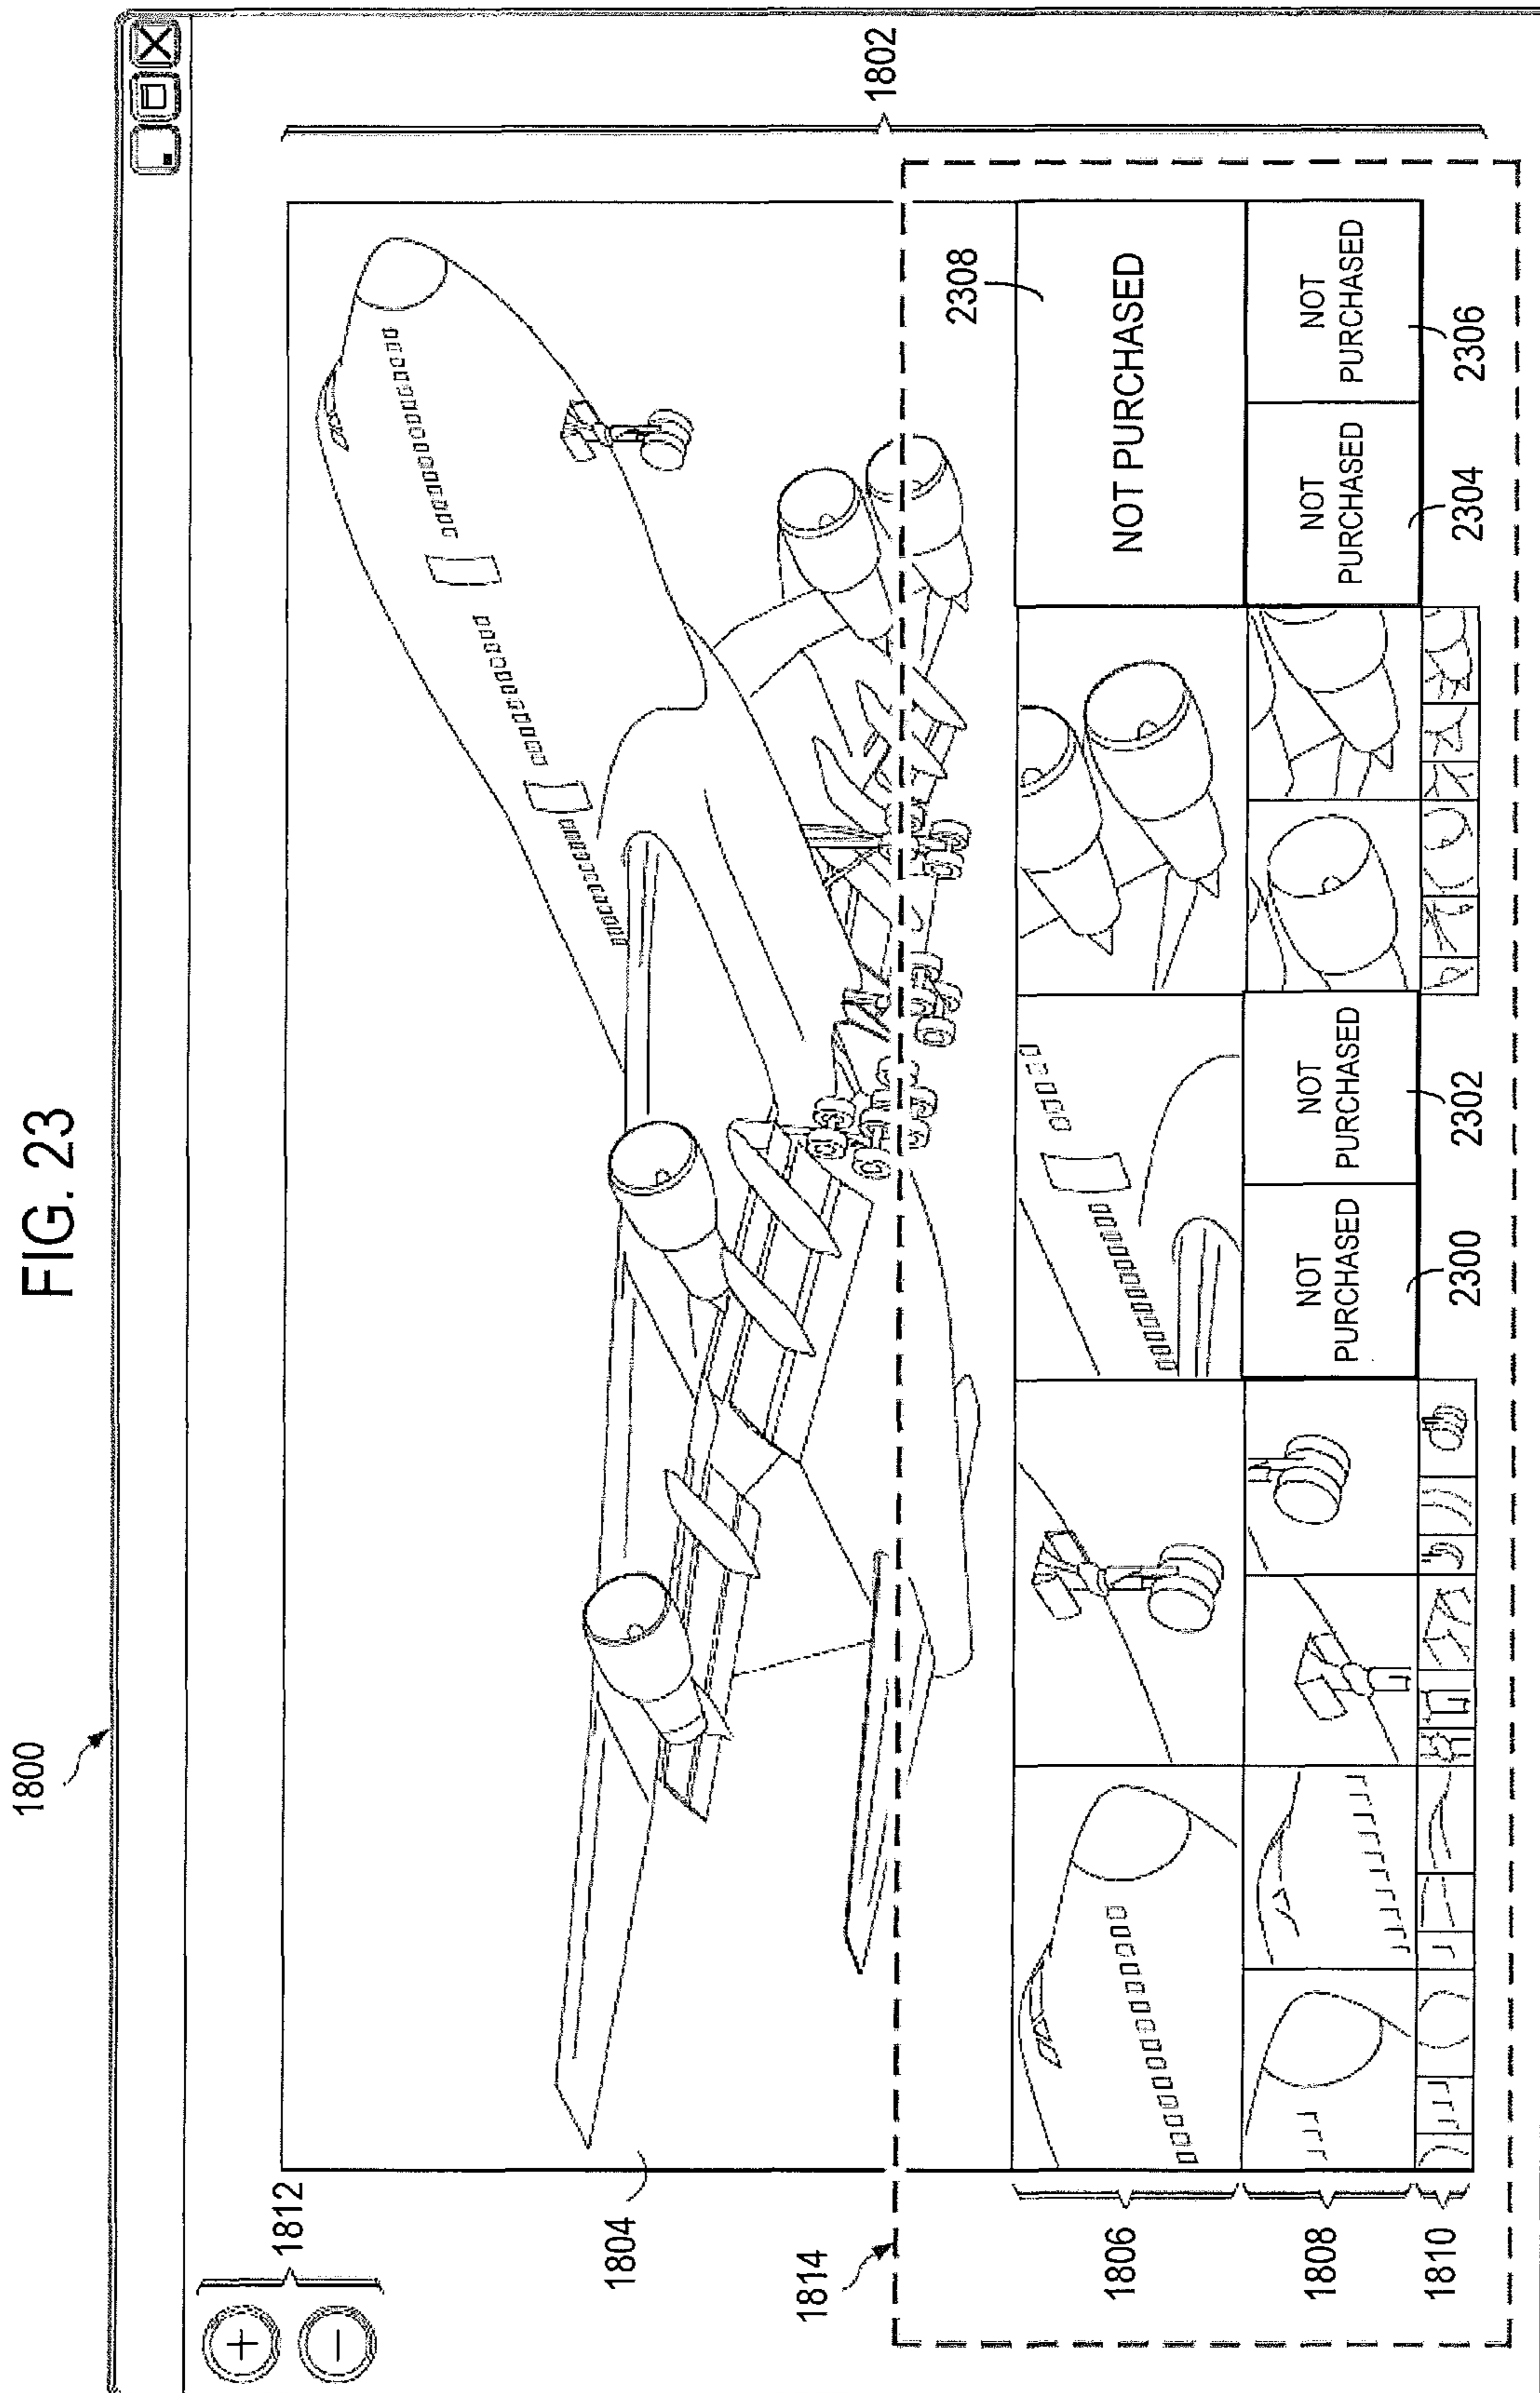 FIG. 23
1800
1812
+
−
1802
1804
1814
1806
2308
NOT PURCHASED
1808
NOT
PURCHASED
NOT
PURCHASED
NOT
PURCHASED
NOT
PURCHASED
1810
2300
2302
2304
2306